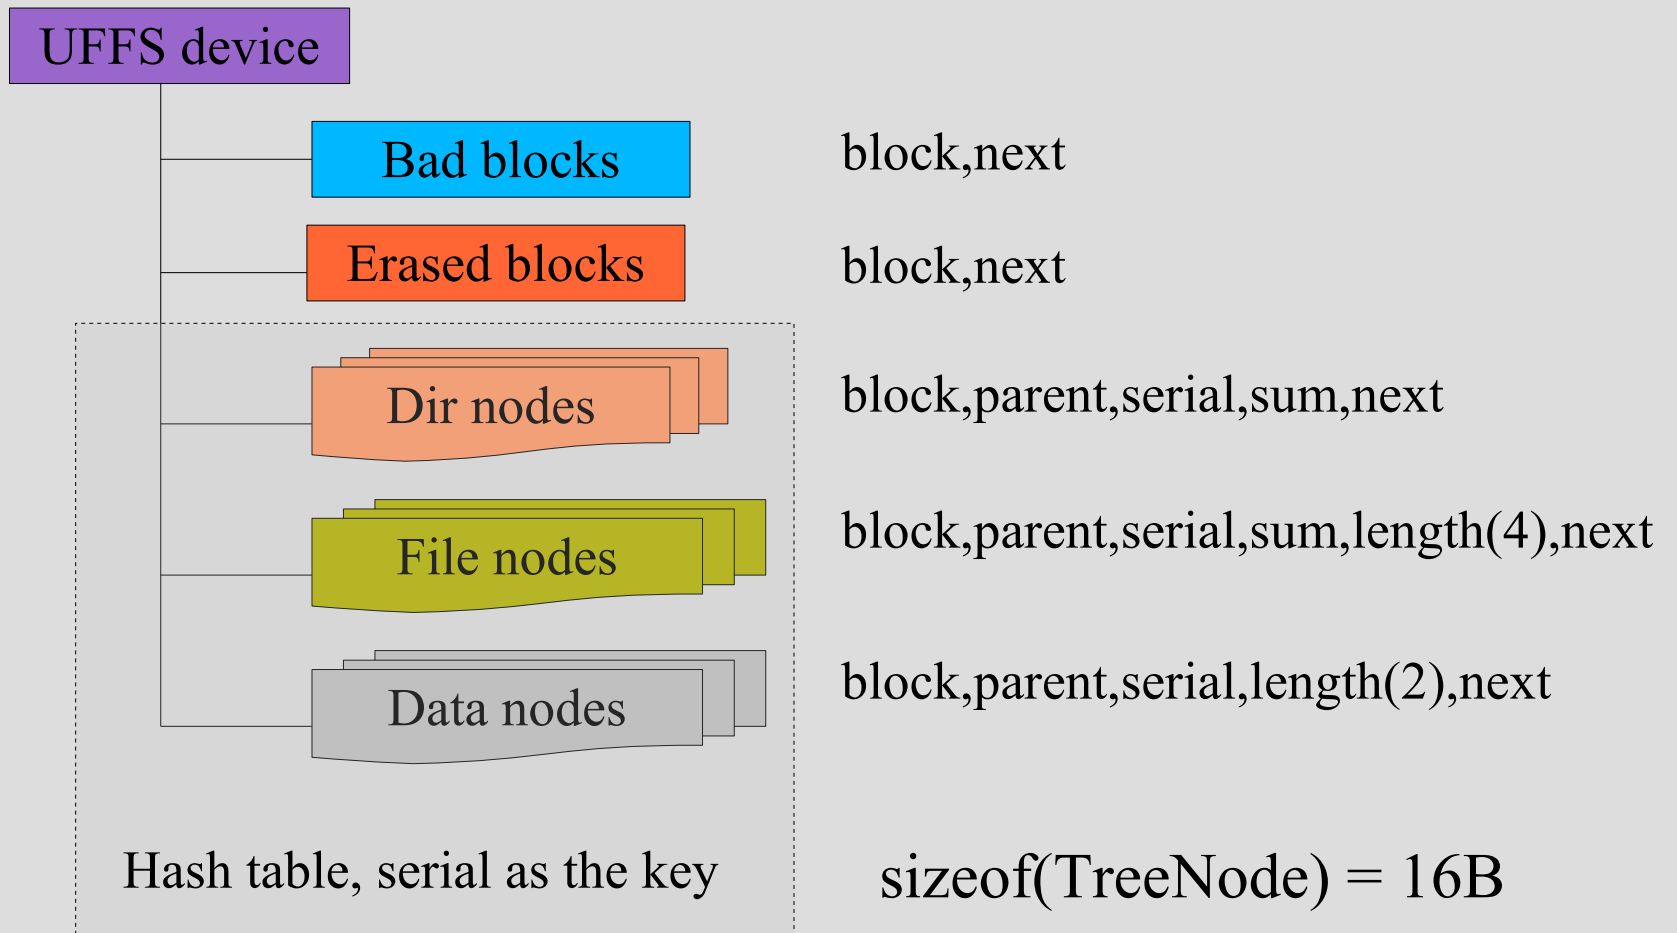 UFFS device
Bad blocks
block,next
Erased blocks
block,next
Dir nodes
block,parent,serial,sum,next
File nodes
block,parent,serial,sum,length(4),next
Data nodes
block,parent,serial,length(2),next
Hash table, serial as the key
sizeof(TreeNode) = 16B